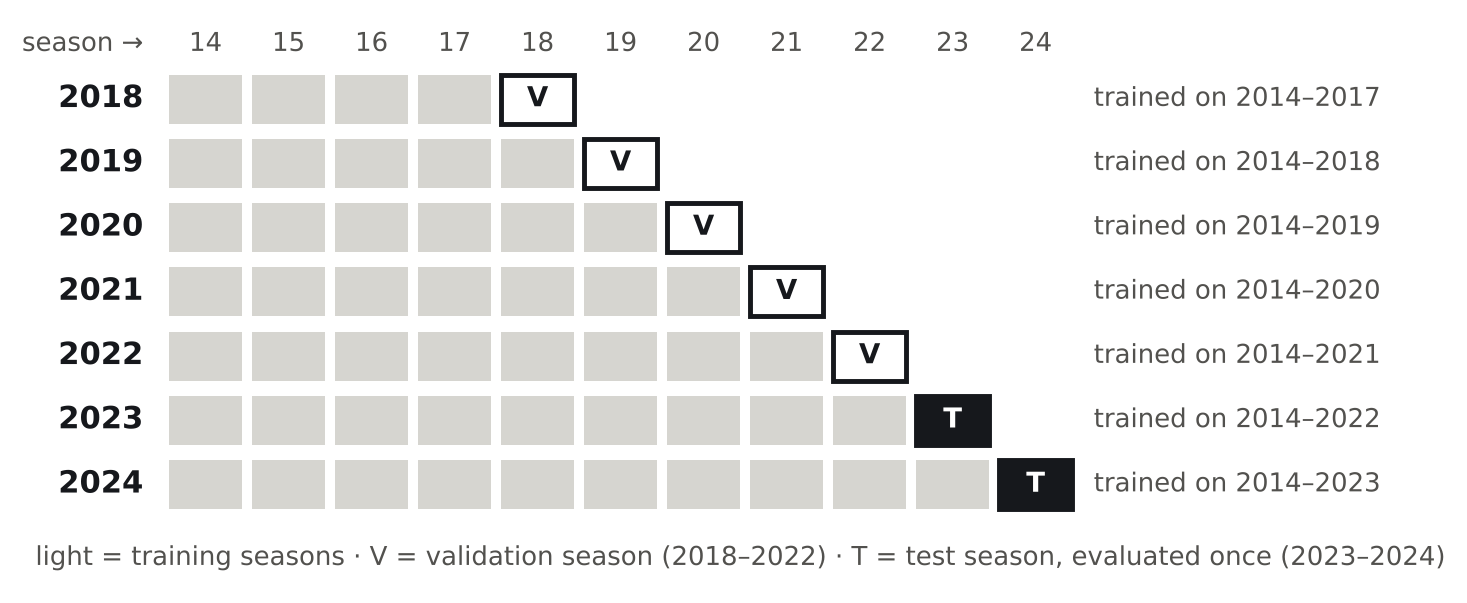 season → 14 15 16 17 18 19 20 21 22 23 24
2018 V trained on 2014–2017
2019 V trained on 2014–2018
2020 V trained on 2014–2019
2021 V trained on 2014–2020
2022 V trained on 2014–2021
2023 T trained on 2014–2022
2024 T trained on 2014–2023
light = training seasons · V = validation season (2018–2022) · T = test season, evaluated once (2023–2024)